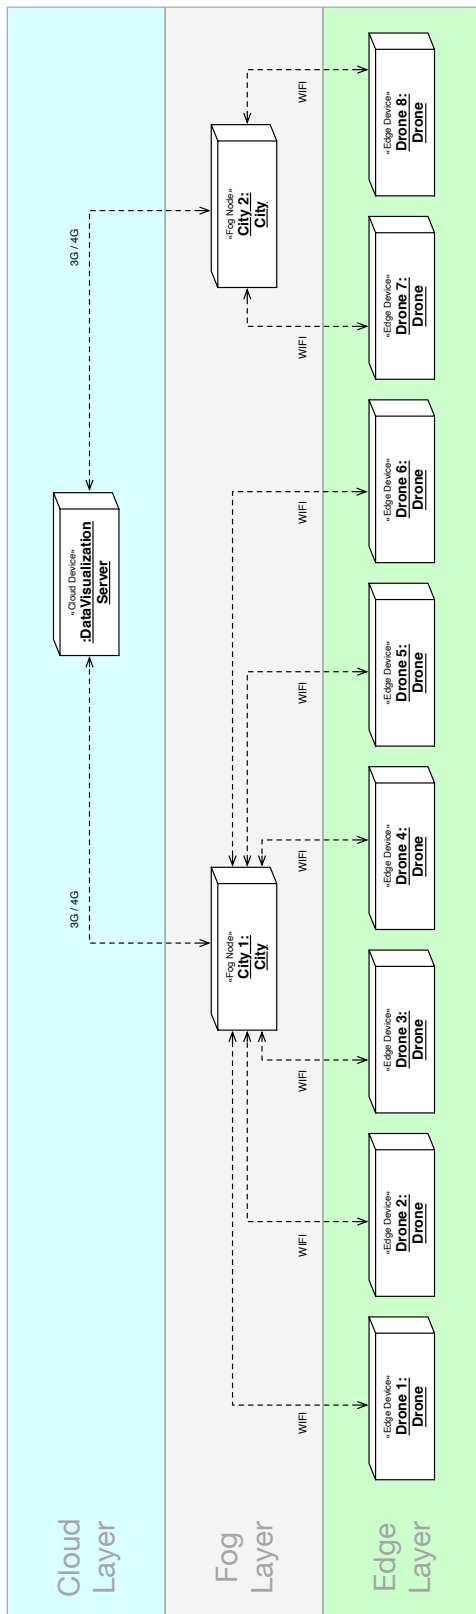 Cloud
Layer
3G / 4G
«Cloud Device»
:DataVisualization
Server
3G / 4G
Fog
Layer
«Fog Node»
City 1:
City
«Fog Node»
City 2:
City
WIFI
WIFI
WIFI
WIFI
WIFI
WIFI
WIFI
WIFI
Edge
Layer
«Edge Device»
Drone 1:
Drone
«Edge Device»
Drone 2:
Drone
«Edge Device»
Drone 3:
Drone
«Edge Device»
Drone 4:
Drone
«Edge Device»
Drone 5:
Drone
«Edge Device»
Drone 6:
Drone
«Edge Device»
Drone 7:
Drone
«Edge Device»
Drone 8:
Drone